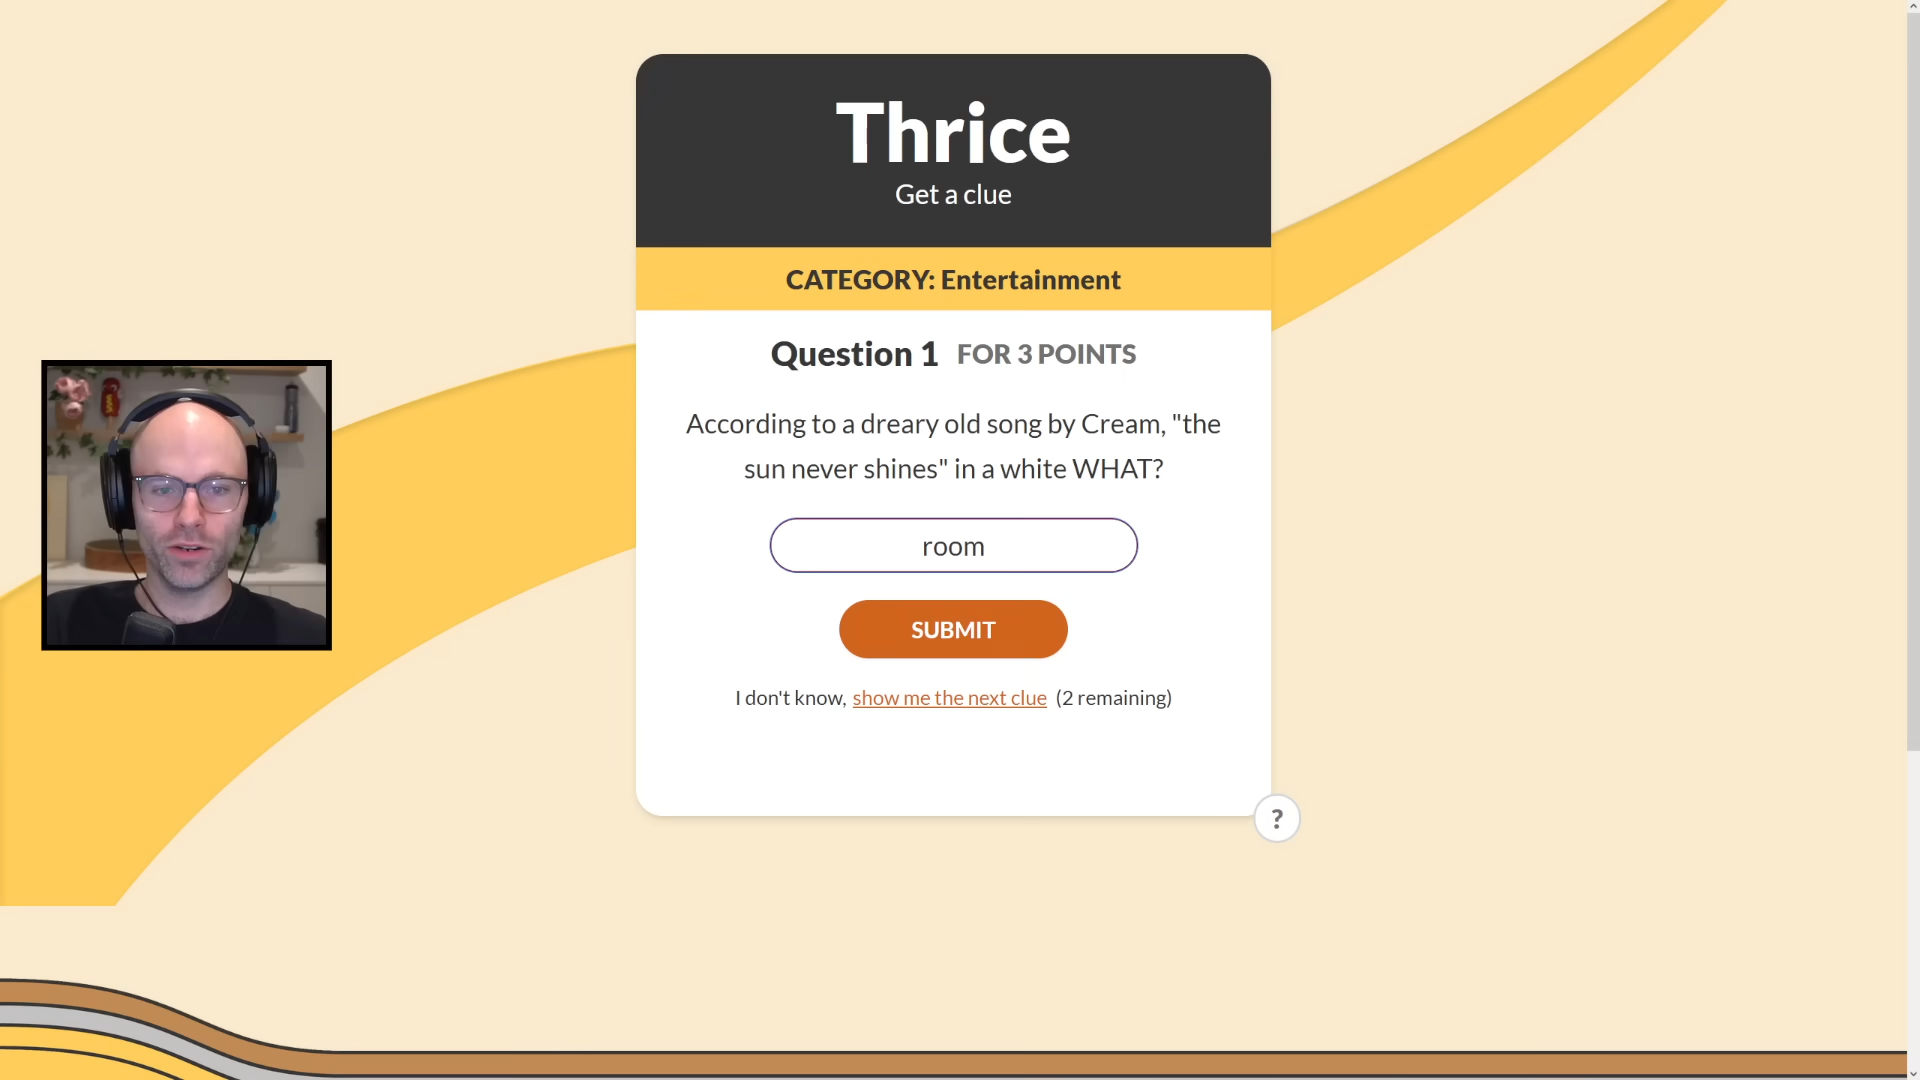 Thrice
Get a clue
CATEGORY: Entertainment
Question 1 FOR 3 POINTS
According to a dreary old song by Cream, "the
sun never shines" in a white WHAT?
room
SUBMIT
I don't know, show me the next clue (2 remaining)
?